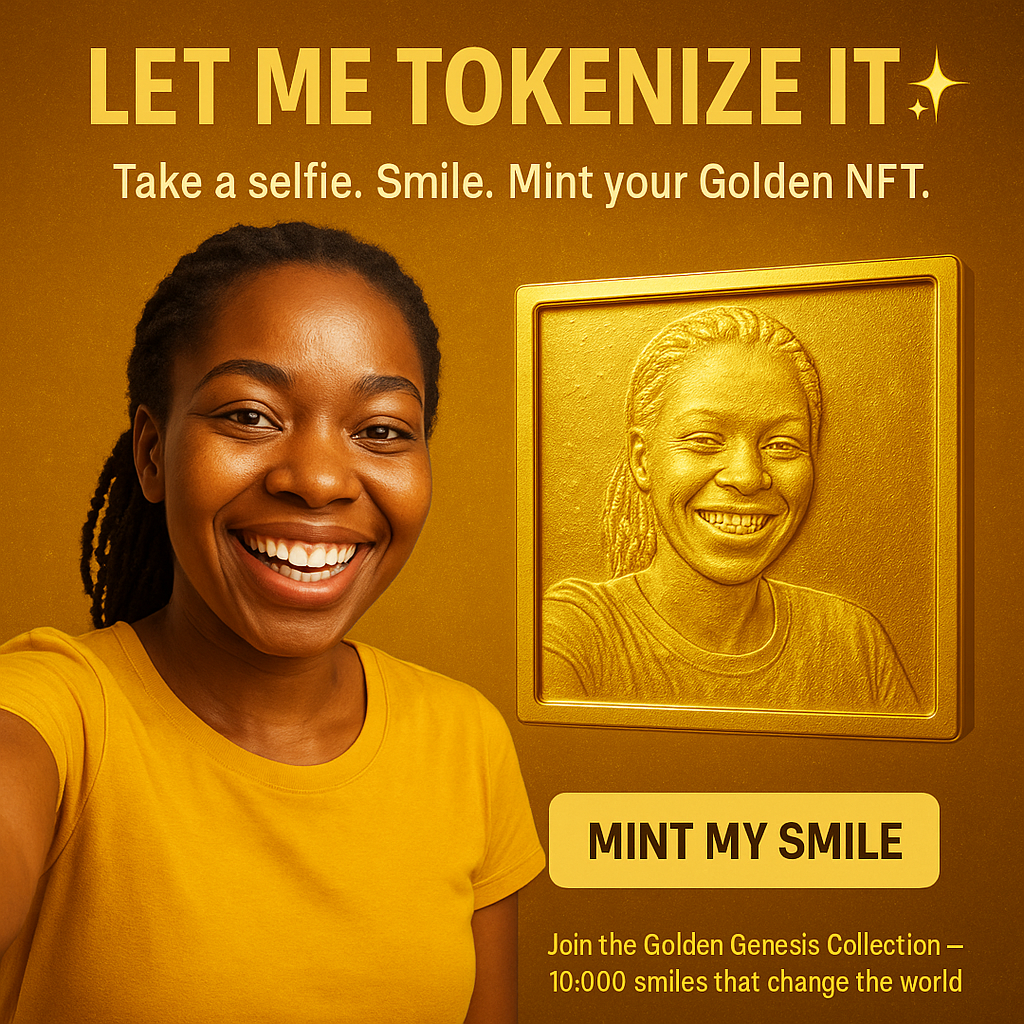 LET ME TOKENIZE IT
Take a selfie. Smile. Mint your Golden NFT.
MINT MY SMILE
Join the Golden Genesis Collection —
10:000 smiles that change the world